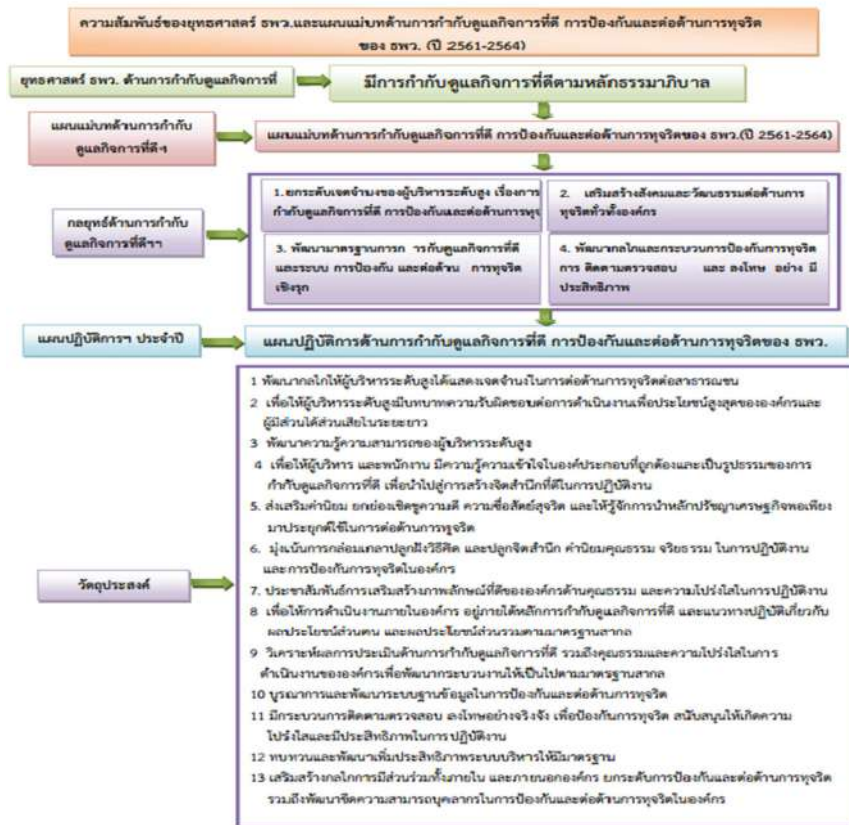 ความสัมพันธ์ของยุทธศาสตร์ ธพว.และแผนแม่บทด้านการกำกับดูแลกิจการที่ดี การป้องกันและต่อต้านการทุจริต
ของ ธพว. (ปี 2561-2564)
ยุทธศาสตร์ ธพว. ด้านการกำกับดูแลกิจการที่
มีการกำกับดูแลกิจการที่ดีตามหลักธรรมาภิบาล
แผนแม่บทด้านการกำกับ
ดูแลกิจการที่ดีฯ
แผนแม่บทด้านการกำกับดูแลกิจการที่ดี การป้องกันและต่อต้านการทุจริตของ ธพว.(ปี 2561-2564)
กลยุทธ์ด้านการกำกับ
ดูแลกิจการที่ดีฯ
1.ยกระดับเจตจำนงของผู้บริหารระดับสูง เรื่องการ
กำกับดูแลกิจการที่ดี การป้องกันและต่อต้านการทุจ
2. เสริมสร้างสังคมและวัฒนธรรมต่อต้านการ
ทุจริตทั่วทั้งองค์กร
3. พัฒนามาตรฐานการก ารกับดูแลกิจการที่ดี
และระบบ การป้องกัน และต่อต้าน การทุจริต
เชิงรุก
4. พัฒนากลไกและกระบวนการป้องกันการทุจริต
การ ติดตามตรวจสอบ และ ลงโทษ อย่าง มี
ประสิทธิภาพ
แผนปฏิบัติการฯ ประจำปี
แผนปฏิบัติการด้านการกำกับดูแลกิจการที่ดี การป้องกันและต่อต้านการทุจริตของ ธพว.
วัตถุประสงค์
1 พัฒนากลไกให้ผู้บริหารระดับสูงได้แสดงเจตจำนงในการต่อต้านการทุจริตต่อสาธารณชน
2 เพื่อให้ผู้บริหารระดับสูงมีบทบาทความรับผิดชอบต่อการดำเนินงานเพื่อประโยชน์สูงสุดขององค์กรและ
ผู้มีส่วนได้ส่วนเสียในระยะยาว
3 พัฒนาความรู้ความสามารถของผู้บริหารระดับสูง
4 เพื่อให้ผู้บริหาร และพนักงาน มีความรู้ความเข้าใจในองค์ประกอบที่ถูกต้องและเป็นรูปธรรมของการ
กำกับดูแลกิจการที่ดี เพื่อนำไปสู่การสร้างจิตสำนึกที่ดีในการปฏิบัติงาน
5. ส่งเสริมค่านิยม ยกย่องเชิดชูความดี ความซื่อสัตย์สุจริต และให้รู้จักการนำหลักปรัชญาเศรษฐกิจพอเพียง
มาประยุกต์ใช้ในการต่อต้านการทุจริต
6. มุ่งเน้นการกล่อมเกลาปลูกฝังวิธีคิด และปลูกจิตสำนึก ค่านิยมคุณธรรม จริยธรรม ในการปฏิบัติงาน
และการป้องกันการทุจริตในองค์กร
7. ประชาสัมพันธ์การเสริมสร้างภาพลักษณ์ที่ดีขององค์กรด้านคุณธรรม และความโปร่งใสในการปฏิบัติงาน
8 เพื่อให้การดำเนินงานภายในองค์กร อยู่ภายใต้หลักการกำกับดูแลกิจการที่ดี และแนวทางปฏิบัติเกี่ยวกับ
ผลประโยชน์ส่วนตน และผลประโยชน์ส่วนรวมตามมาตรฐานสากล
9 วิเคราะห์ผลการประเมินด้านการกำกับดูแลกิจการที่ดี รวมถึงคุณธรรมและความโปร่งใสในการ
ดำเนินงานขององค์กรเพื่อพัฒนากระบวนงานให้เป็นไปตามมาตรฐานสากล
10 บูรณาการและพัฒนาระบบฐานข้อมูลในการป้องกันและต่อต้านการทุจริต
11 มีกระบวนการติดตามตรวจสอบ ลงโทษอย่างจริงจัง เพื่อป้องกันการทุจริต สนับสนุนให้เกิดความ
โปร่งใสและมีประสิทธิภาพในการปฏิบัติงาน
12 ทบทวนและพัฒนาเพิ่มประสิทธิภาพระบบบริหารให้มีมาตรฐาน
13 เสริมสร้างกลไกการมีส่วนร่วมทั้งภายใน และภายนอกองค์กร ยกระดับการป้องกันและต่อต้านการทุจริต
รวมถึงพัฒนาขีดความสามารถบุคลากรในการป้องกันและต่อต้านการทุจริตในองค์กร